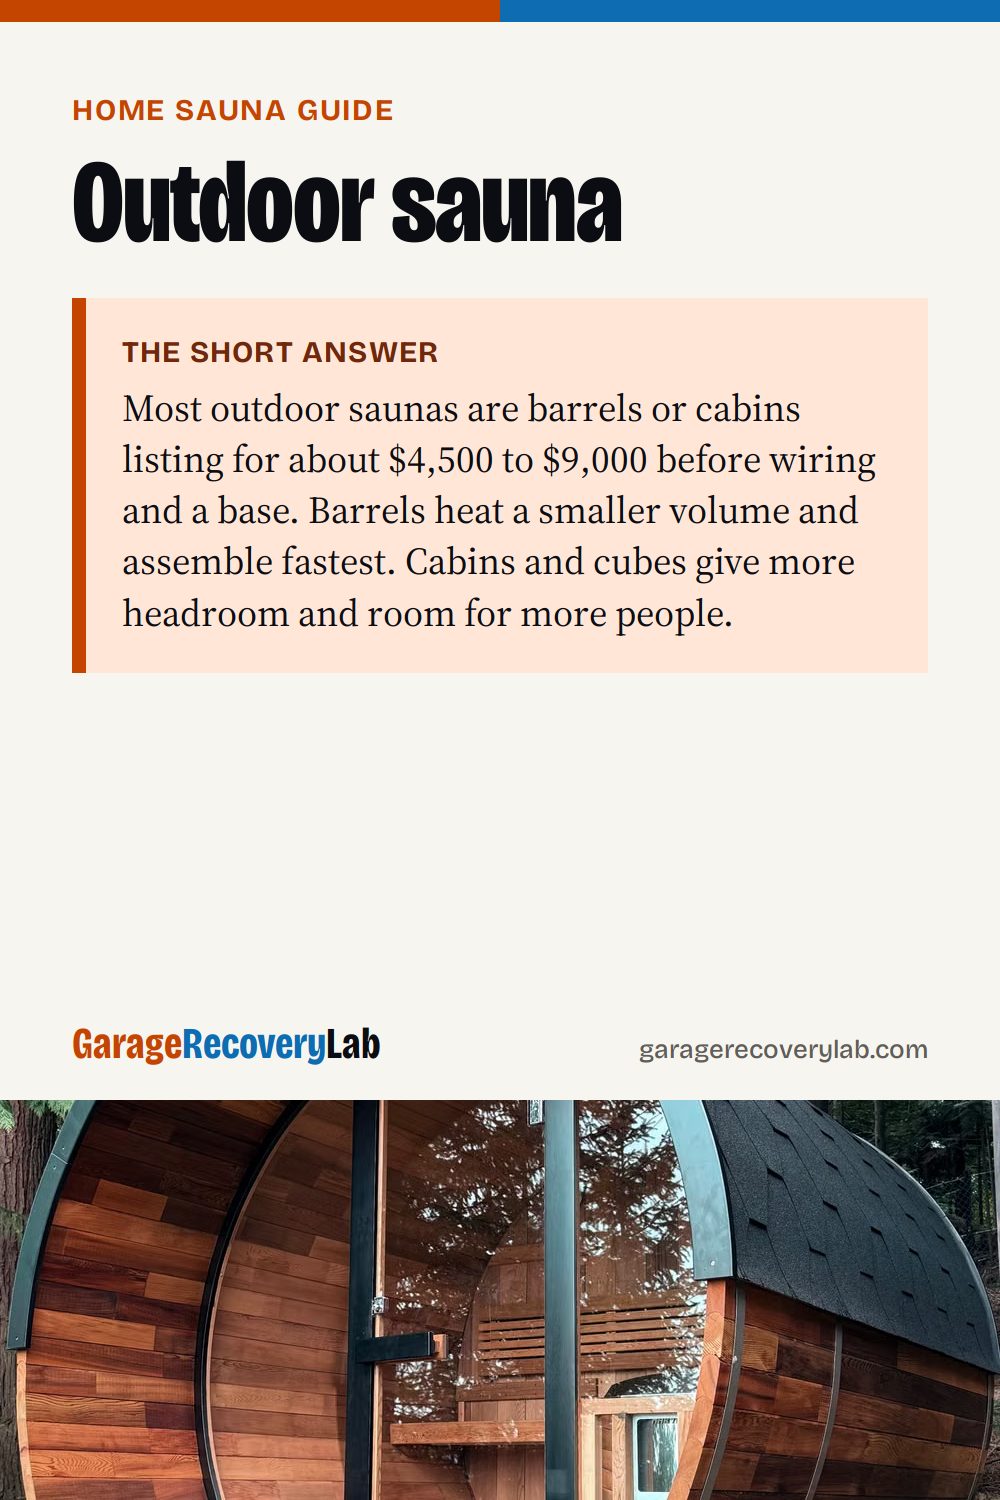 HOME SAUNA GUIDE
Outdoor sauna
THE SHORT ANSWER
Most outdoor saunas are barrels or cabins
listing for about $4,500 to $9,000 before wiring
and a base. Barrels heat a smaller volume and
assemble fastest. Cabins and cubes give more
headroom and room for more people.
GarageRecoveryLab
garagerecoverylab.com